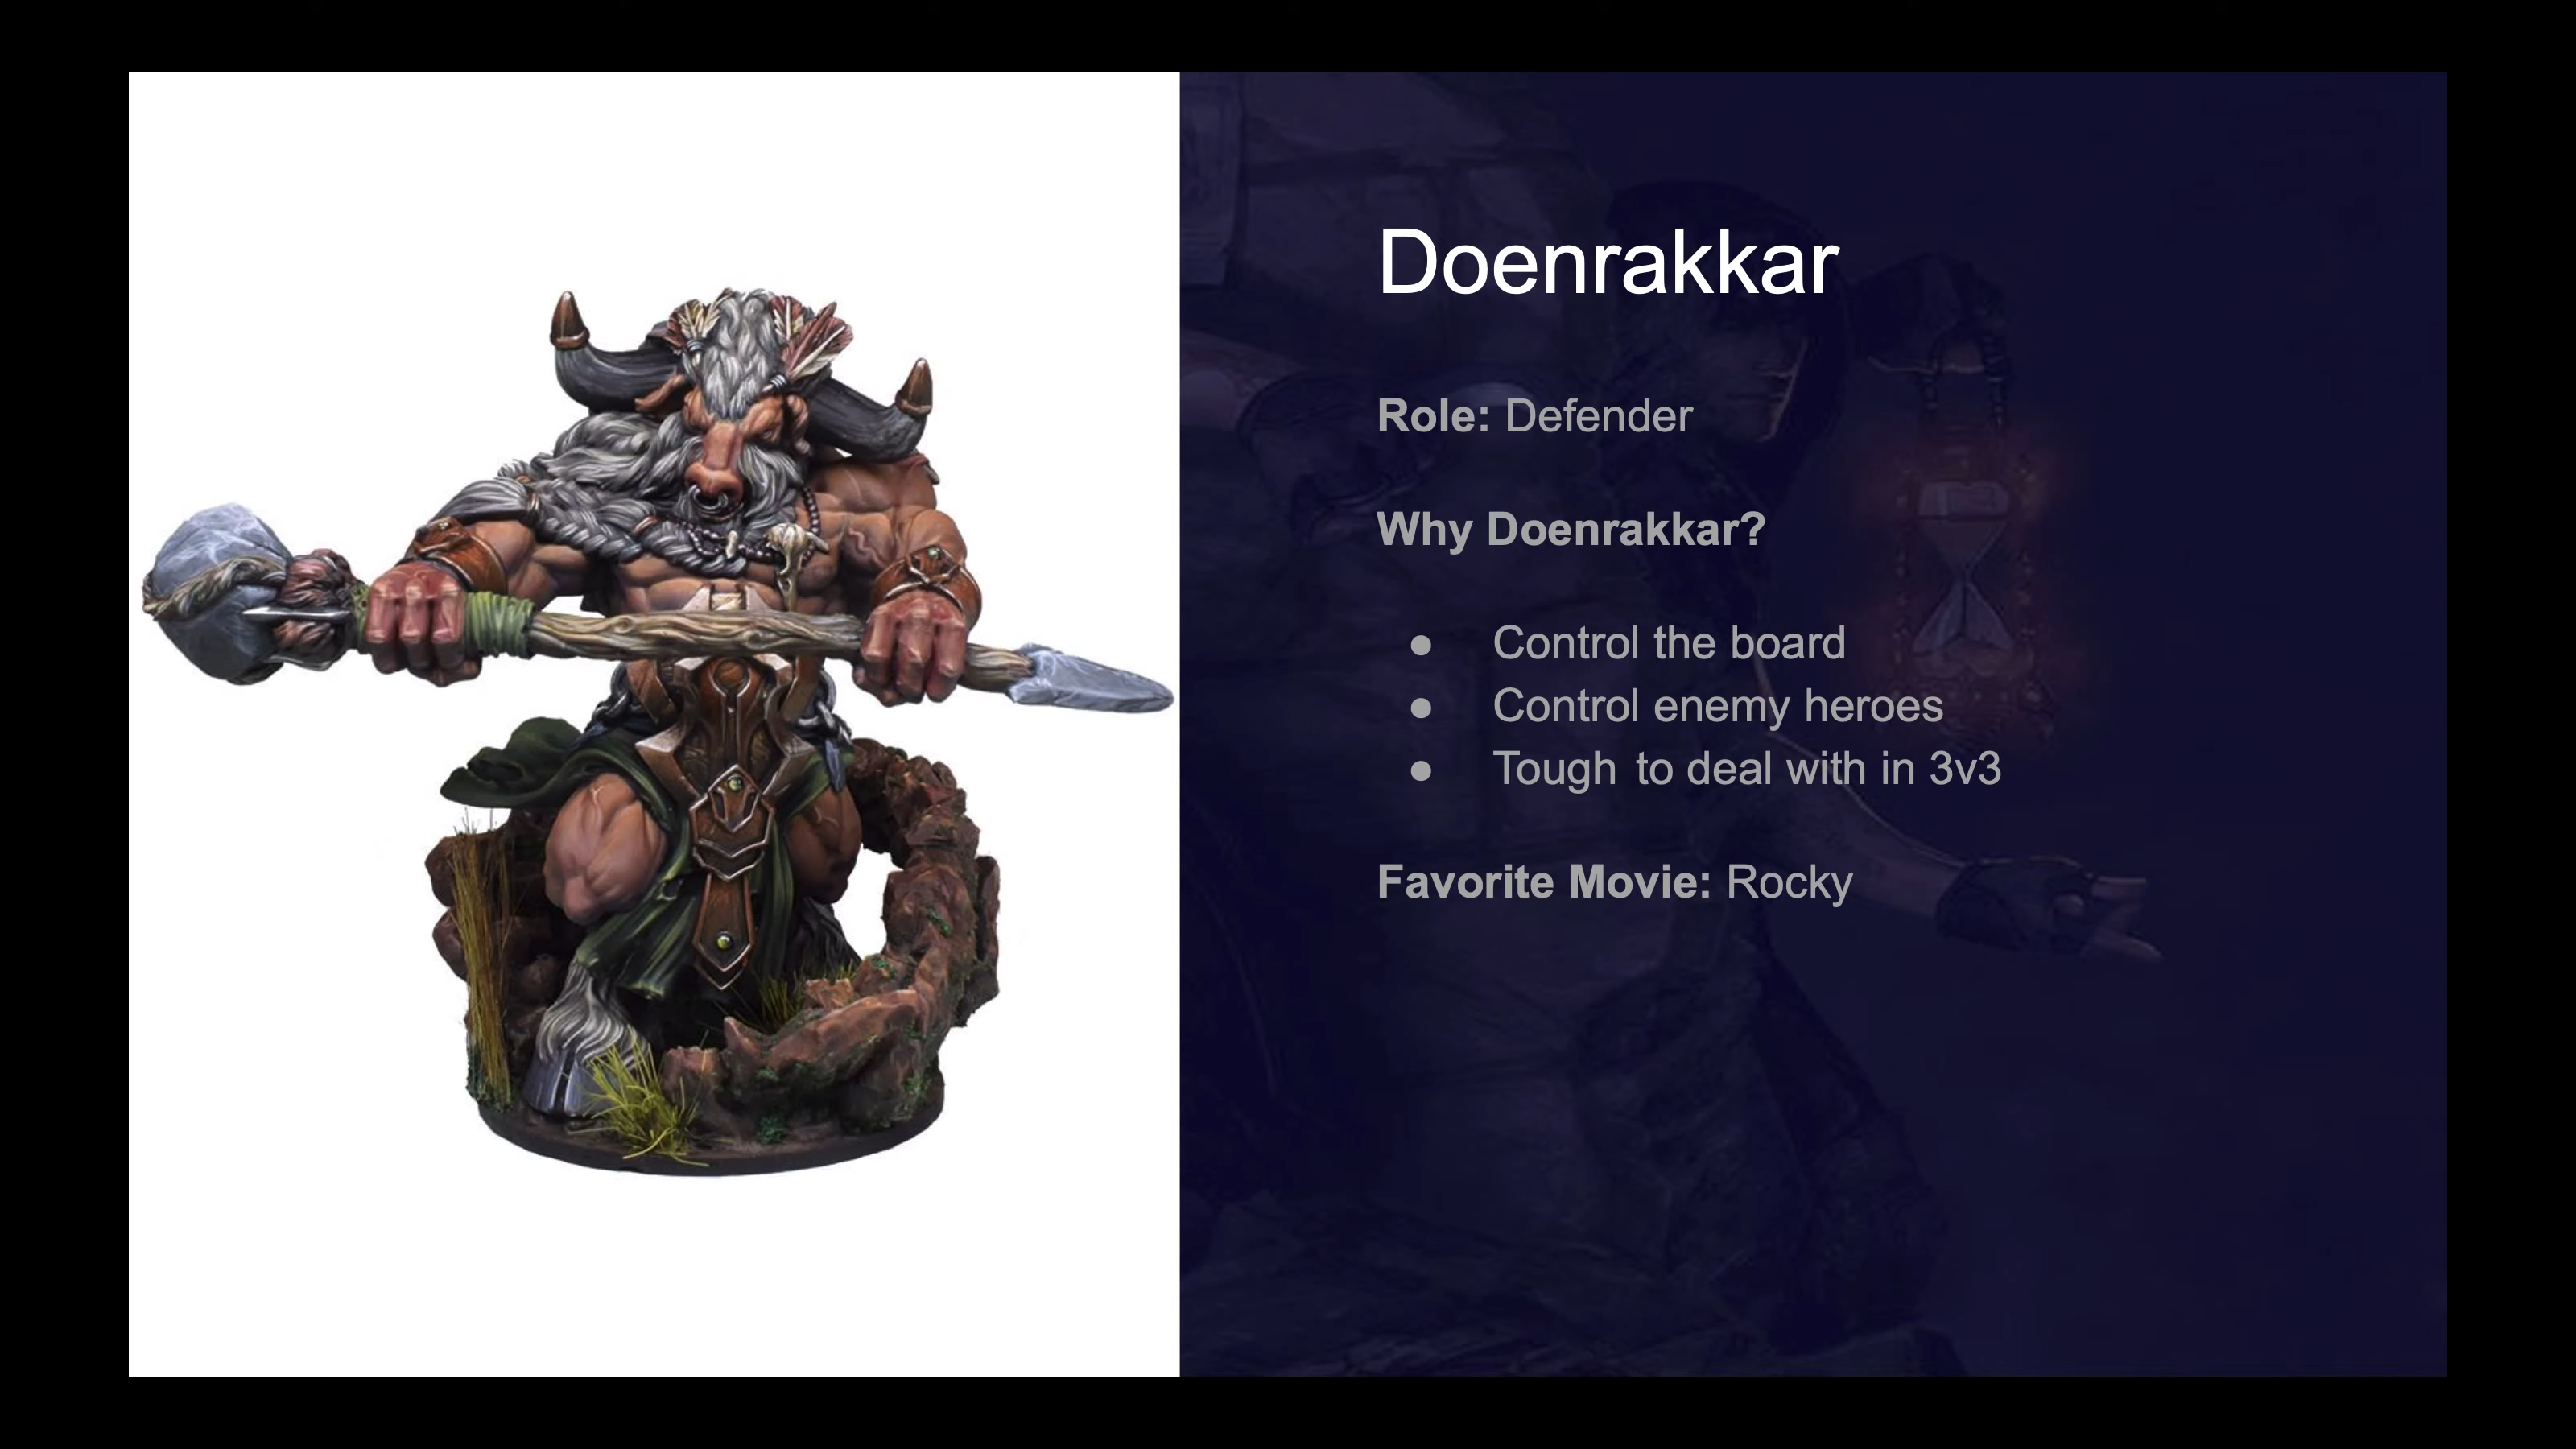 Doenrakkar
Role: Defender
Why Doenrakkar?
● Control the board
● Control enemy heroes
● Tough to deal with in 3v3
Favorite Movie: Rocky